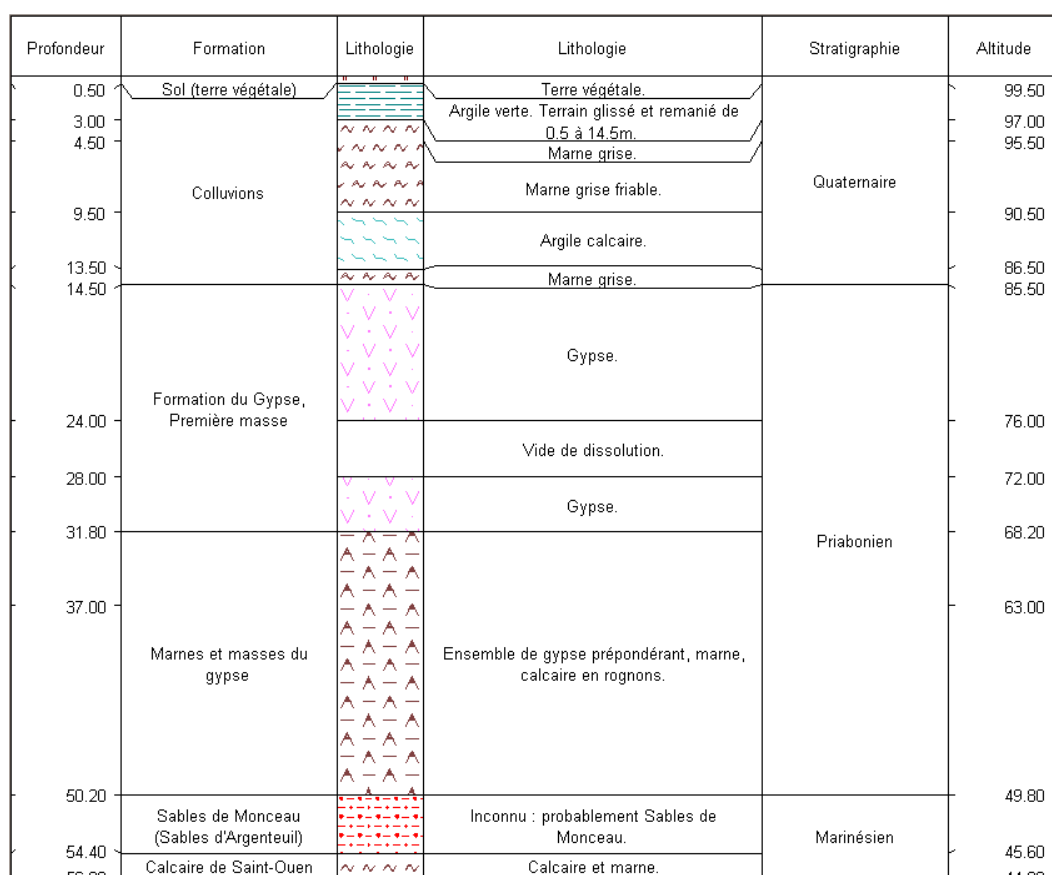 Profondeur Formation Lithologie Lithologie Stratigraphie Altitude
0.50 Sol (terre végétale) Terre végétale. 99.50
Argile verte. Terrain glissé et remanié de
3.00 97.00
0.5 à 14.5m.
4.50 95.50
Marne grise.
Quaternaire
Colluvions Marne grise friable.
9.50 90.50
Argile calcaire.
13.50 86.50
Marne grise.
14.50 85.50
Gypse.
Formation du Gypse,
Première masse
24.00 76.00
Vide de dissolution.
28.00 72.00
Gypse.
31.80 68.20
Priabonien
37.00 63.00
Marnes et masses du Ensemble de gypse prépondérant, marne,
gypse calcaire en rognons.
50.20 49.80
Sables de Monceau Inconnu : probablement Sables de
(Sables d'Argenteuil) Monceau. Marinésien
54.40 45.60
Calcaire de Saint-Ouen Calcaire et marne.